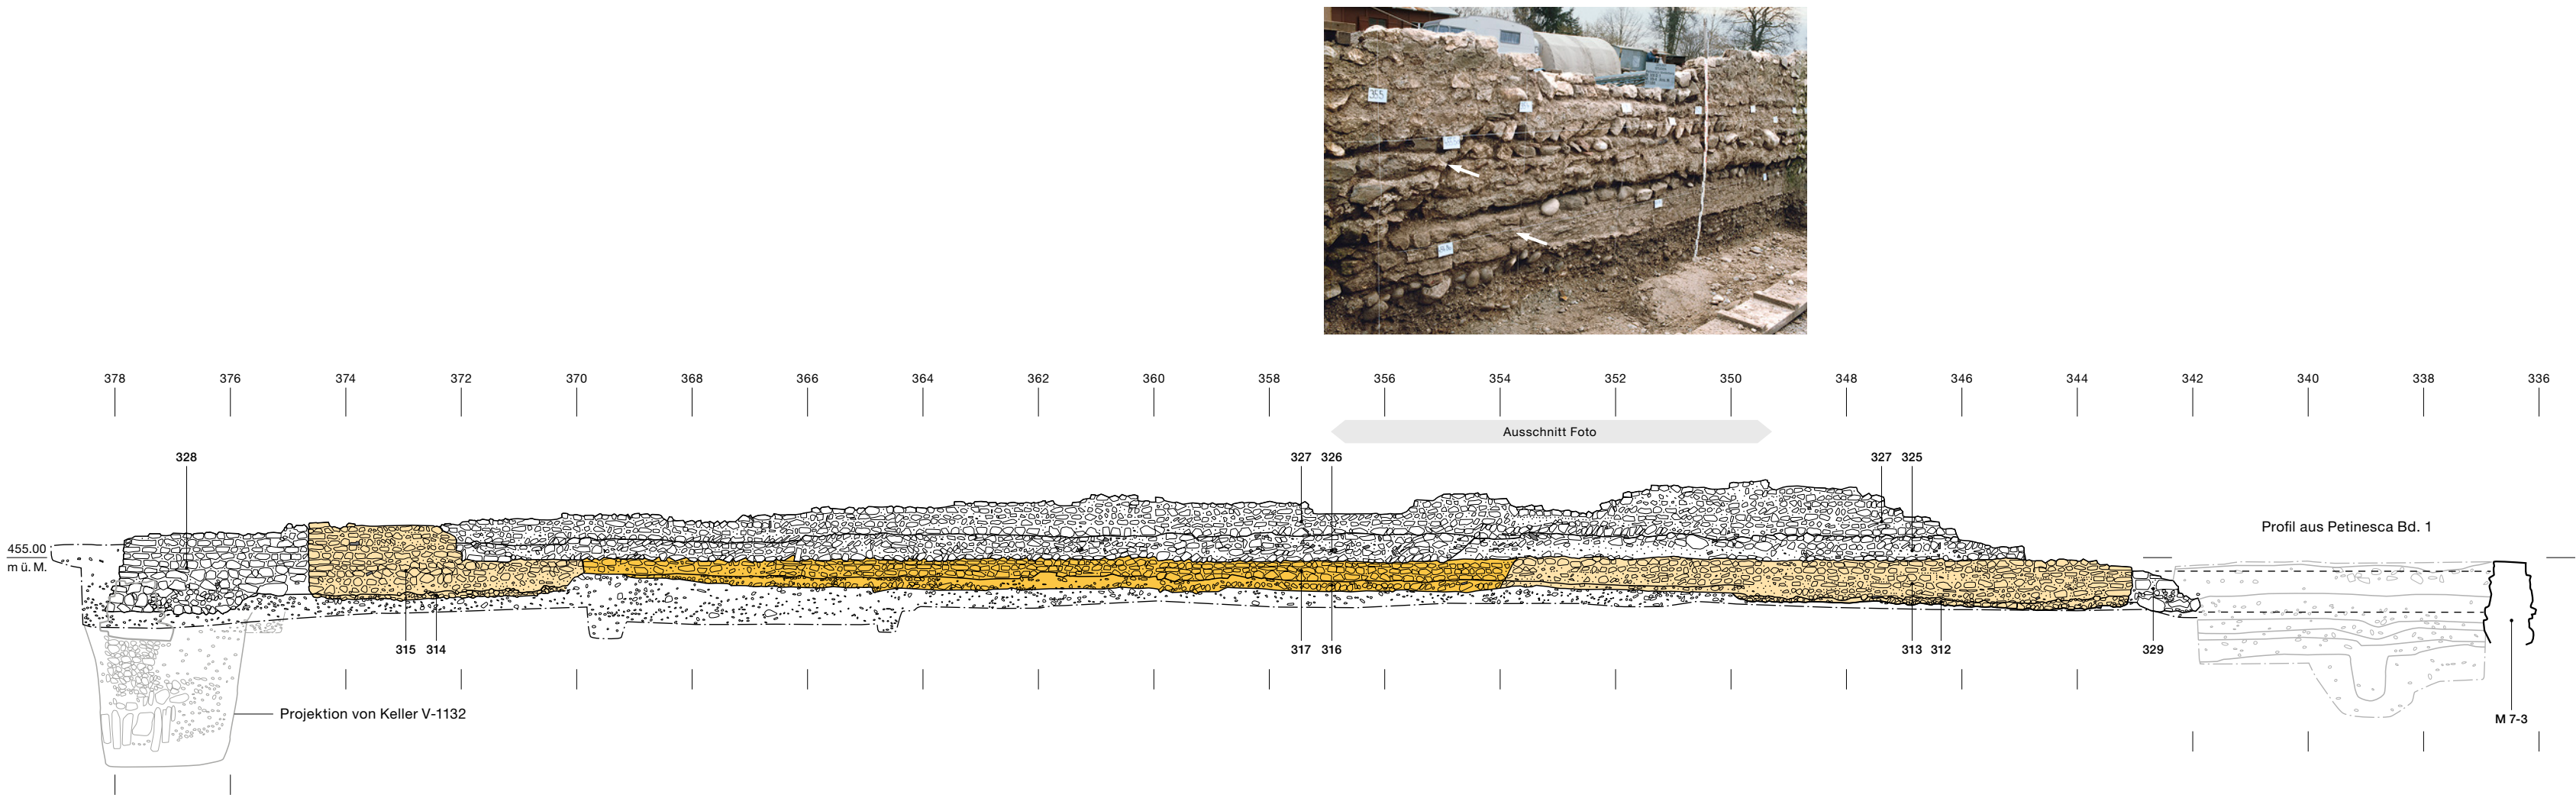 378 376 374 372 370 368 366 364 362 360 358 356 354 352 350 348 346 344 342 340 338 336
Ausschnitt Foto
328 327 326 327 325
Profil aus Petinesca Bd. 1
455.00
m ü. M.
315 314 317 316 313 312 329
Projektion von Keller V-1132
M 7-3